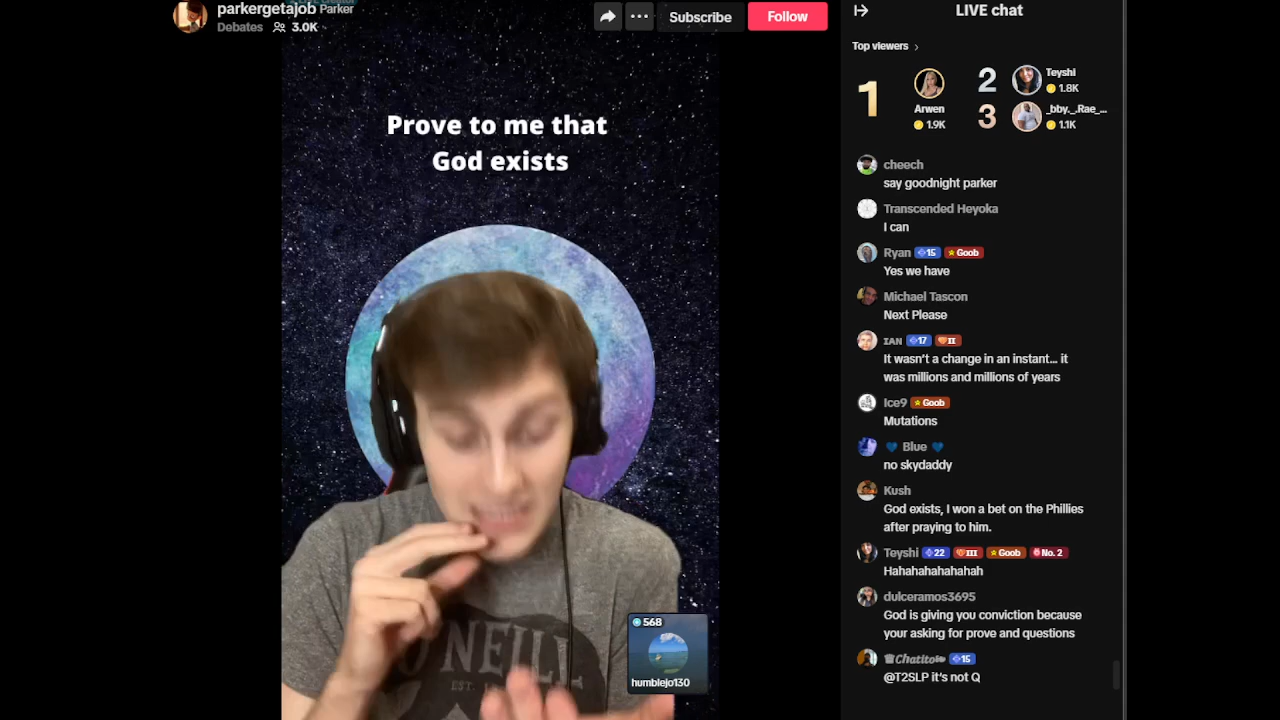 parkergetajob Parker
Debates 3.0K
Subscribe
Follow
LIVE chat
Top viewers
1
Arwen
1.9K
2
Teyshi
1.8K
3
_bby._.Rae_...
1.1K
Prove to me that
God exists
cheech
say goodnight parker
Transcended Heyoka
I can
Ryan 15 Goob
Yes we have
Michael Tascon
Next Please
IAN 17 II
It wasn't a change in an instant... it
was millions and millions of years
Ice9 Goob
Mutations
Blue
no skydaddy
Kush
God exists, I won a bet on the Phillies
after praying to him.
Teyshi 22 III Goob No. 2
Hahahahahahahah
dulceramos3695
God is giving you conviction because
your asking for prove and questions
Chatito 15
@T2SLP it's not Q
O'NEILL
EST.
568
humblejo130